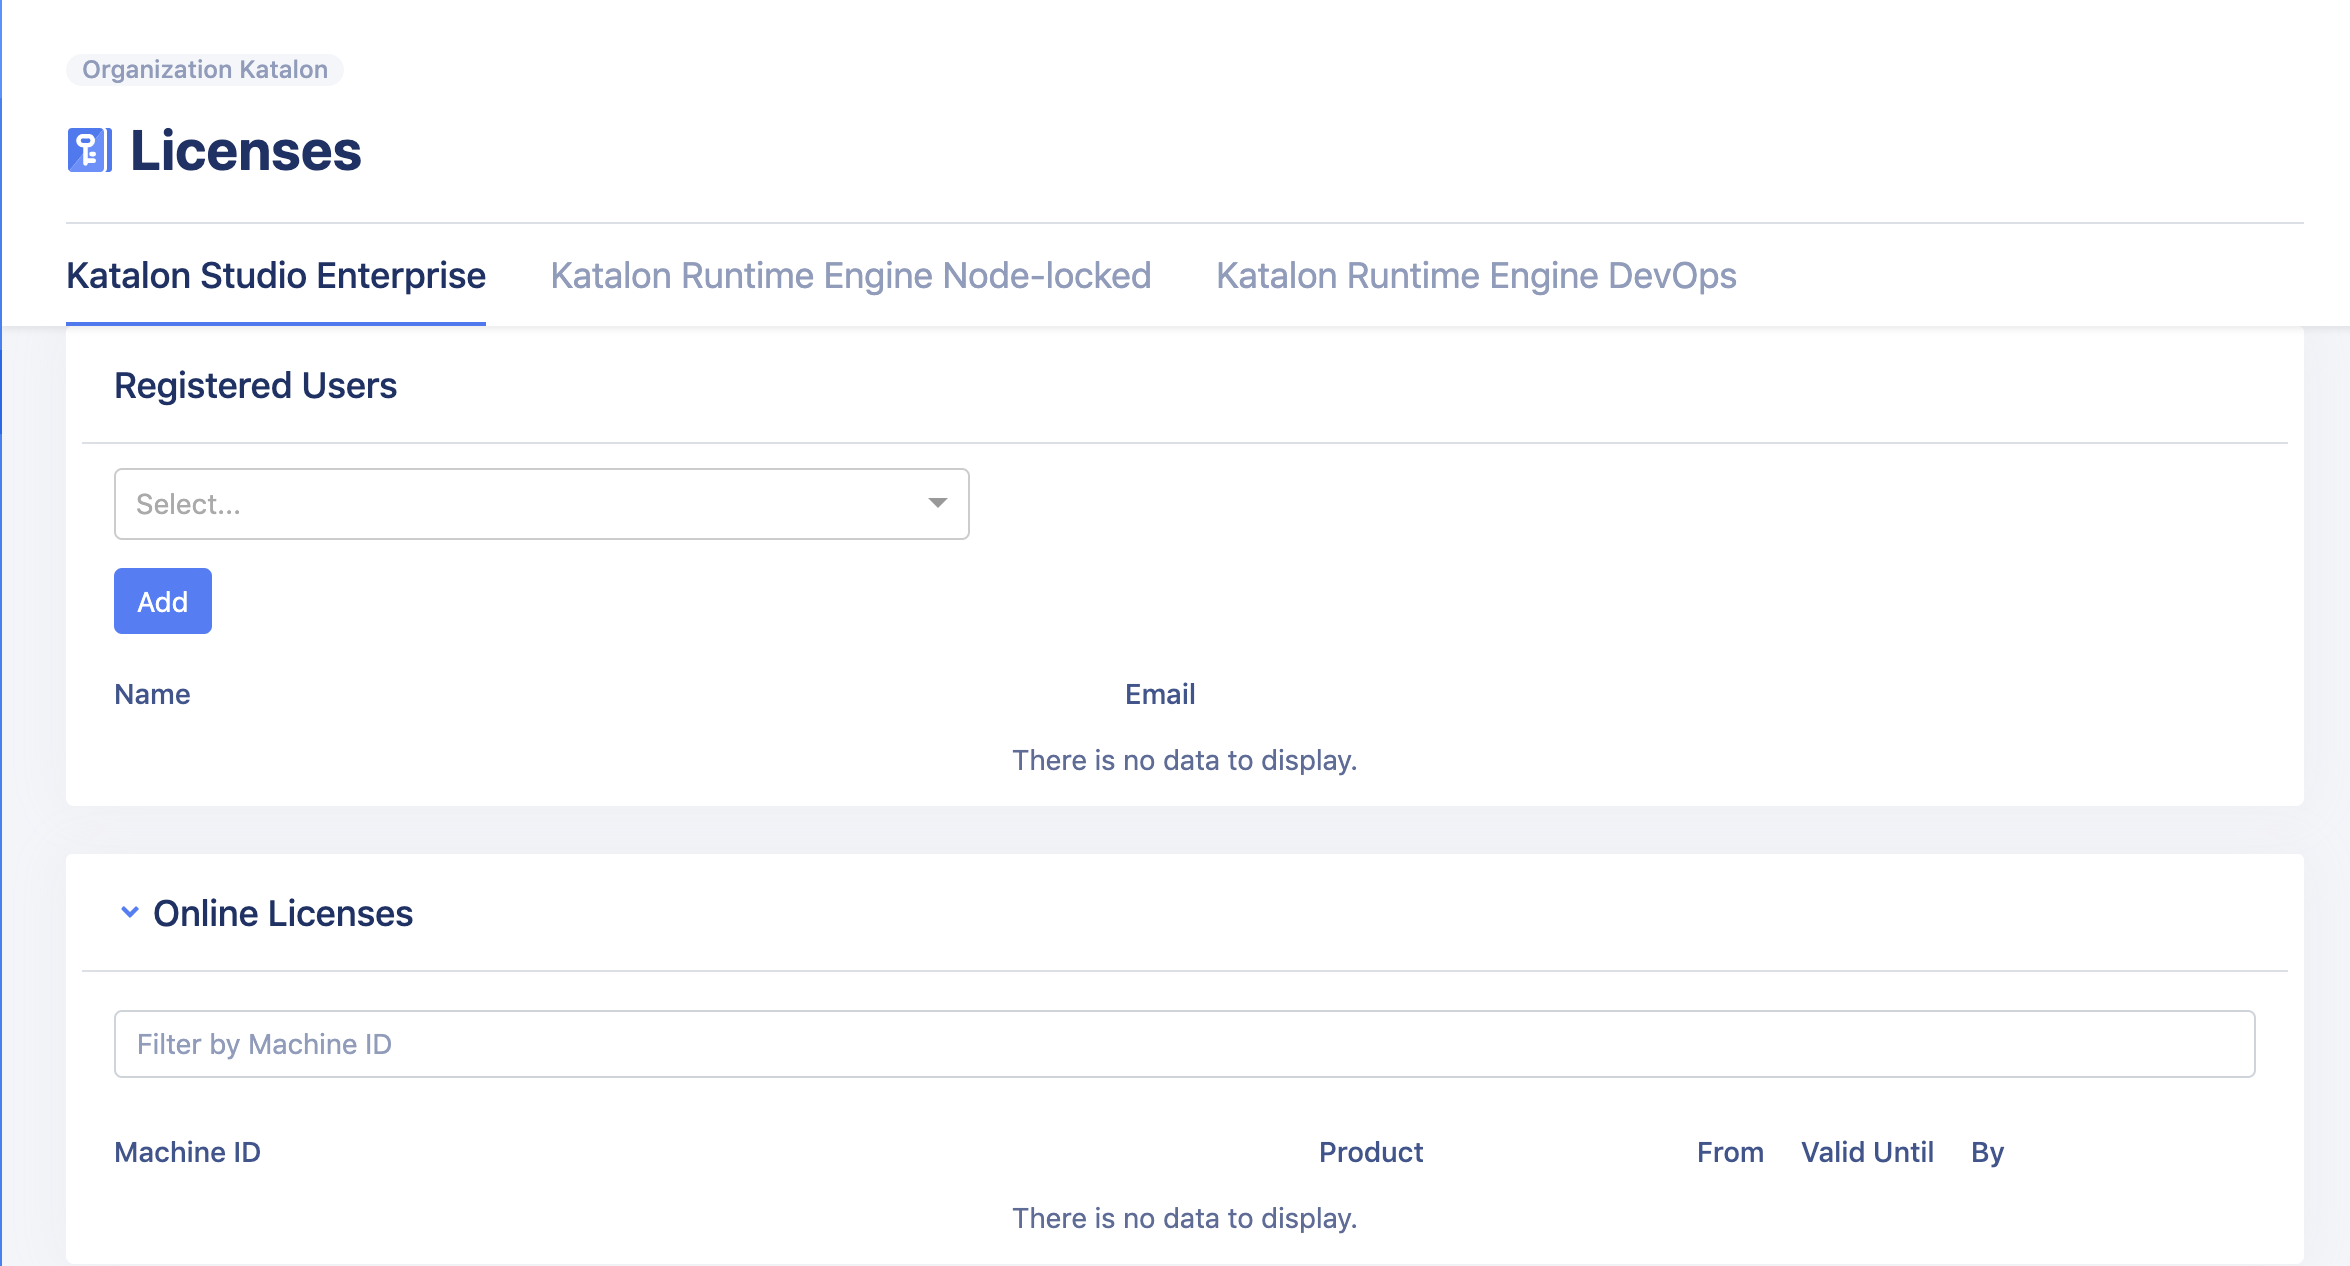 Organization Katalon
Licenses
Katalon Studio Enterprise Katalon Runtime Engine Node-locked Katalon Runtime Engine DevOps
Registered Users
Select...
Add
Name Email
There is no data to display.
Online Licenses
Filter by Machine ID
Machine ID Product From Valid Until By
There is no data to display.